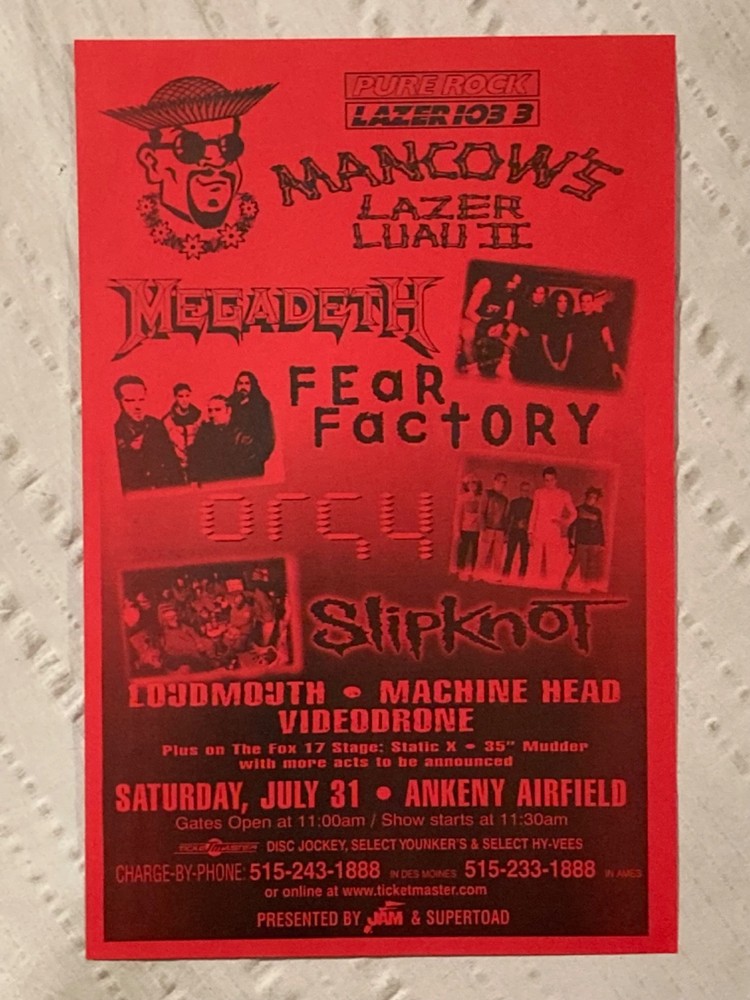 PURE ROCK
LAZER 103 3
MANCOW'S
LAZER
LUAU II
MEGADETH
FEAR
FACTORY
orgy
SlipKnoT
LOUDMOUTH • MACHINE HEAD
VIDEODRONE
Plus on The Fox 17 Stage: Static X • 35" Mudder
with more acts to be announced
SATURDAY, JULY 31 • ANKENY AIRFIELD
Gates Open at 11:00am / Show starts at 11:30am
TICKETMASTER DISC JOCKEY, SELECT YOUNKER'S & SELECT HY-VEES
CHARGE-BY-PHONE: 515-243-1888 IN DES MOINES 515-233-1888 IN AMES
or online at www.ticketmaster.com
PRESENTED BY JAM & SUPERTOAD